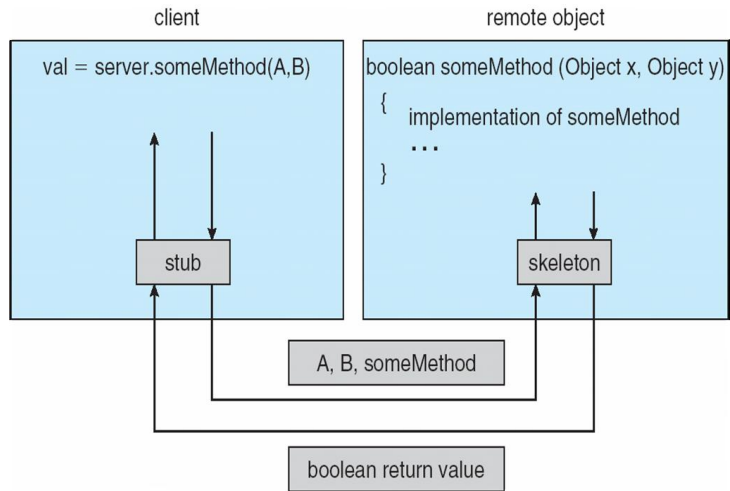 client
remote object
val = server.someMethod(A,B)
boolean someMethod (Object x, Object y)
{
implementation of someMethod
...
}
stub
skeleton
A, B, someMethod
boolean return value